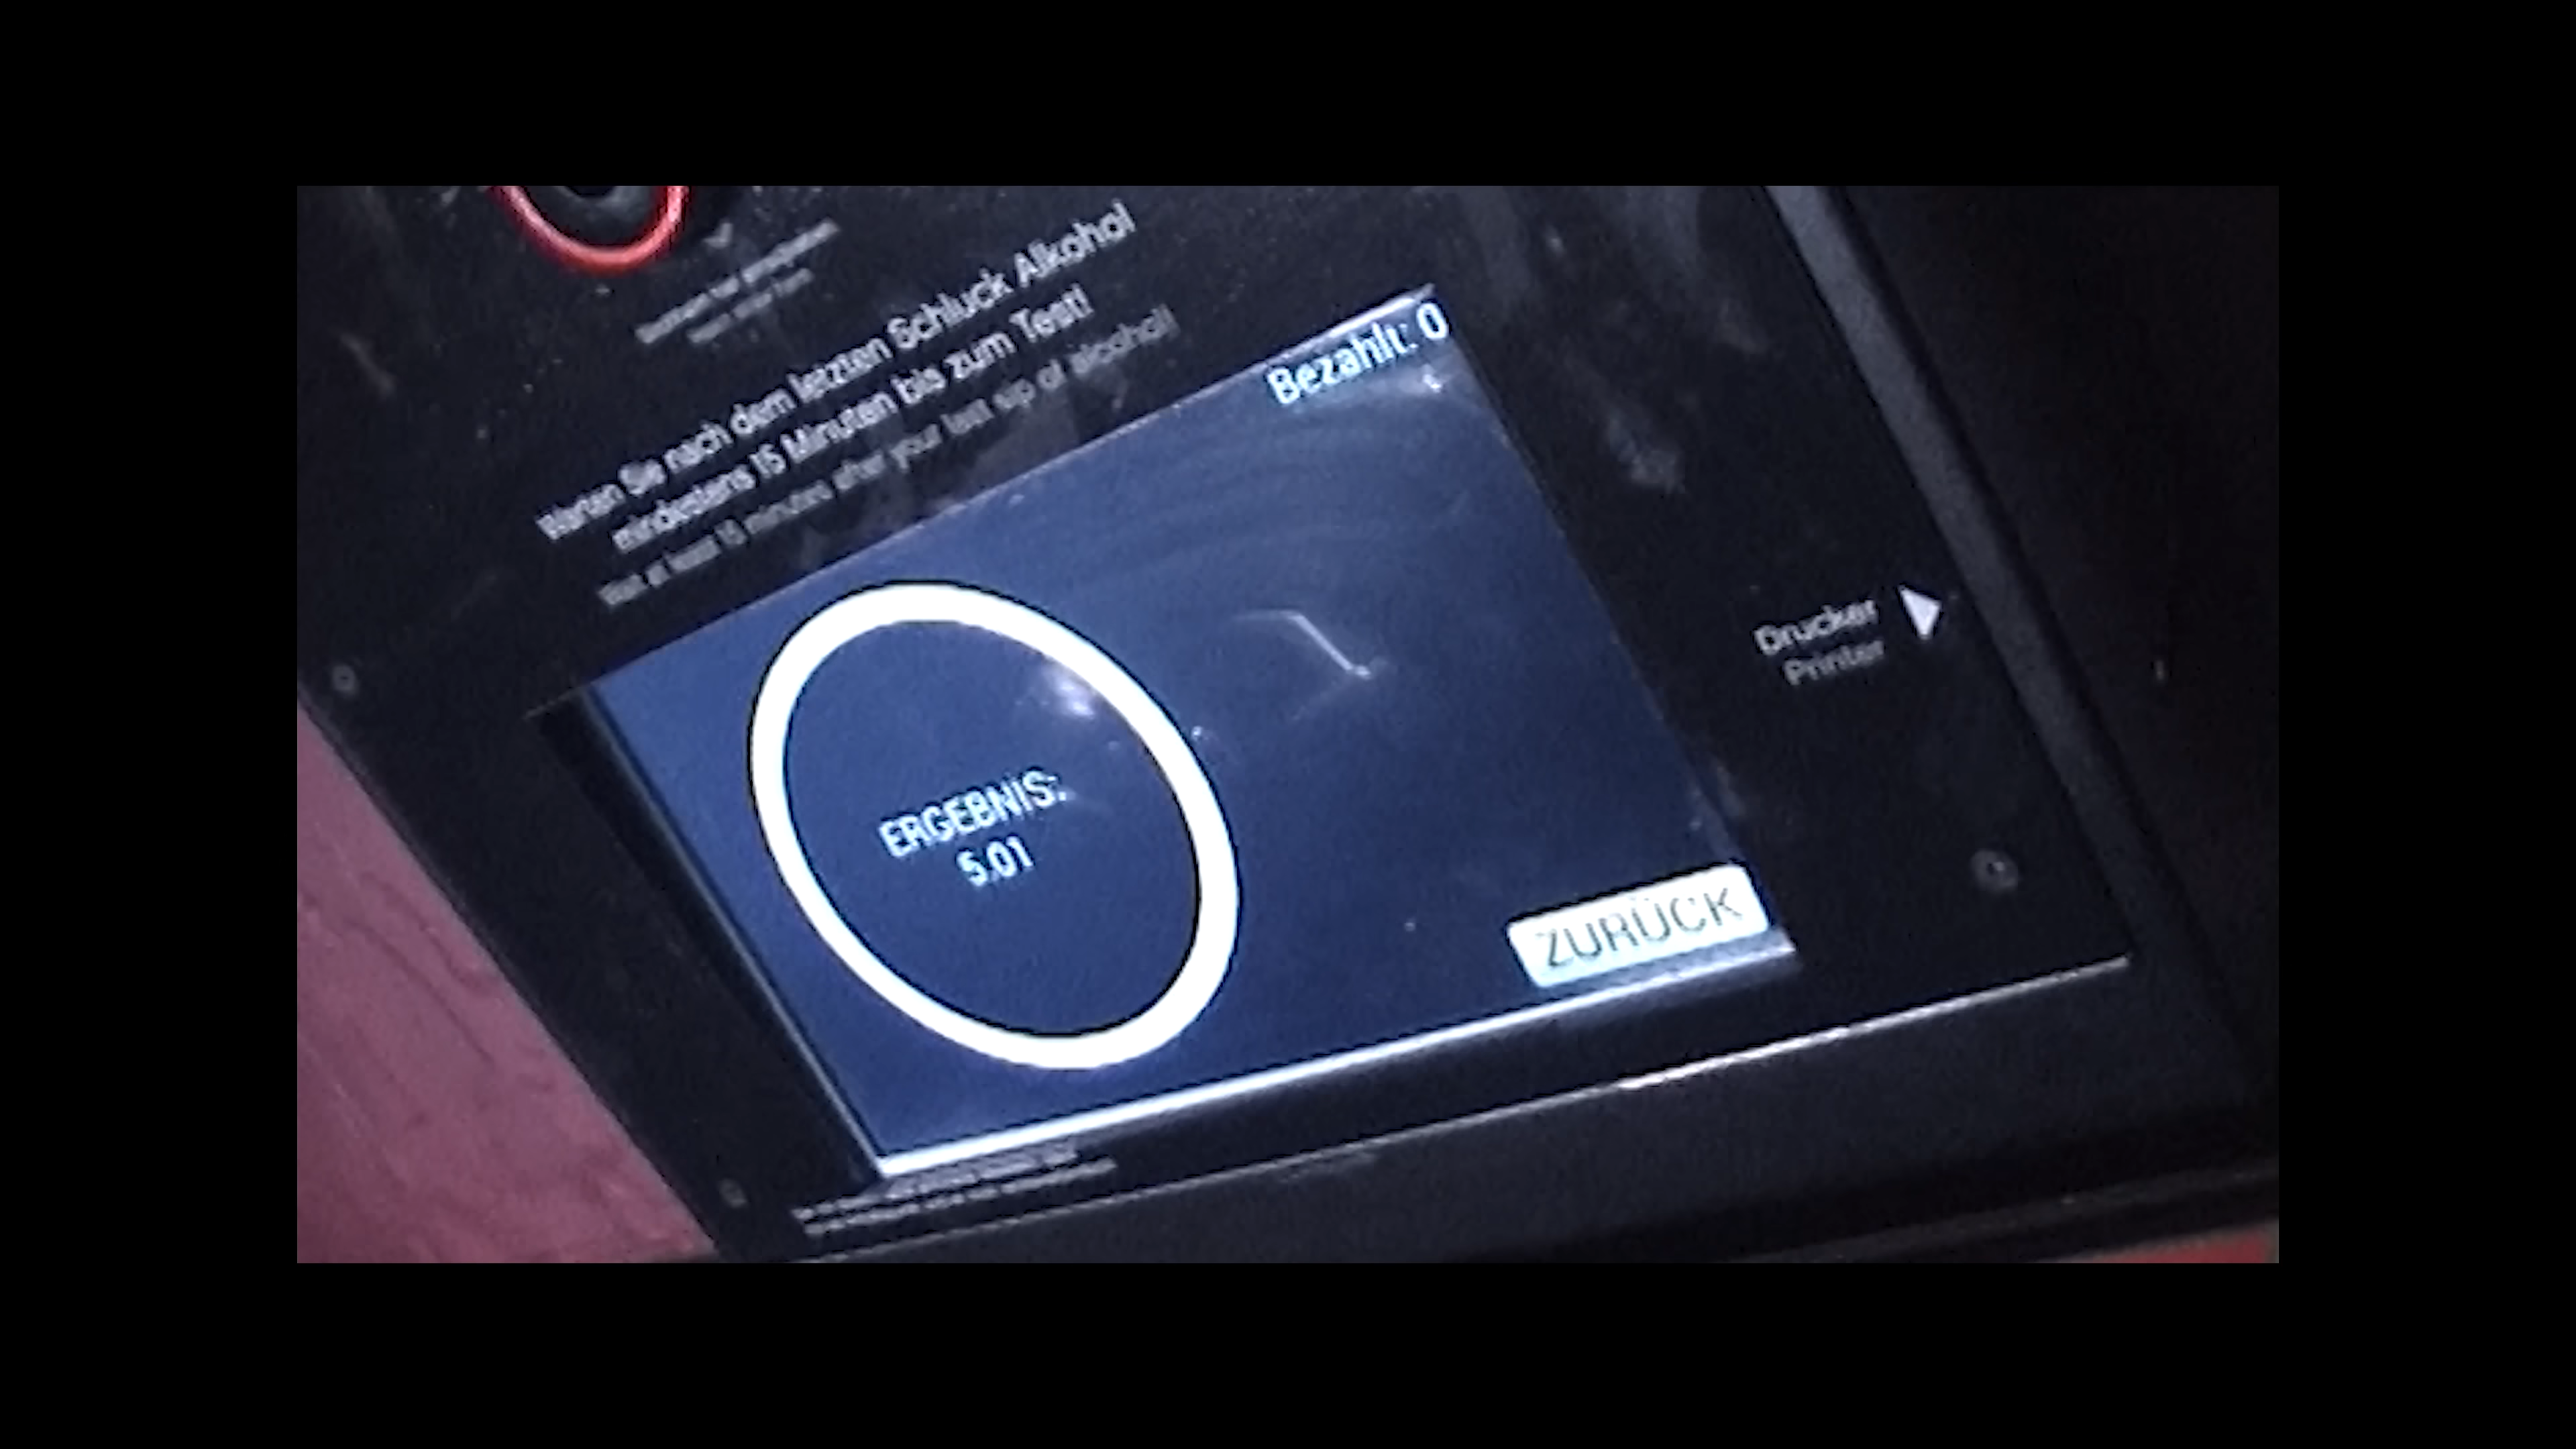 Warten Sie nach dem letzten Schluck Alkohol
mindestens 15 Minuten bis zum Test!
Wait at least 15 minutes after your last sip of alcohol!
Bezahlt: 0
ERGEBNIS:
5.01
ZURÜCK
Drucker
Printer